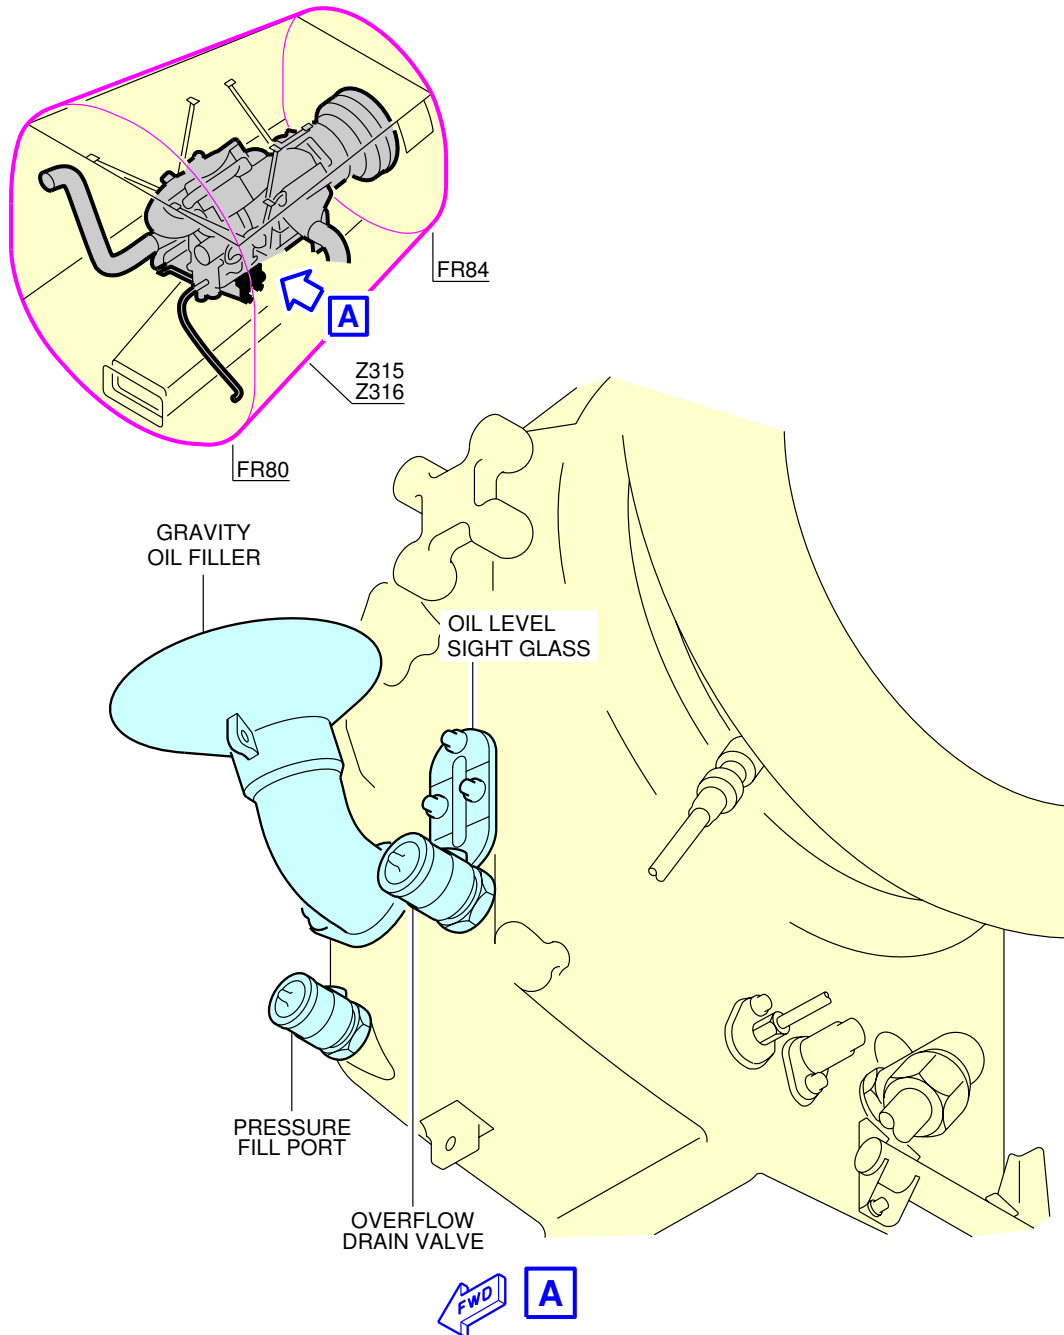 FR84
A
Z315
Z316
FR80
GRAVITY
OIL FILLER
OIL LEVEL
SIGHT GLASS
PRESSURE
FILL PORT
OVERFLOW
DRAIN VALVE
FWD
A